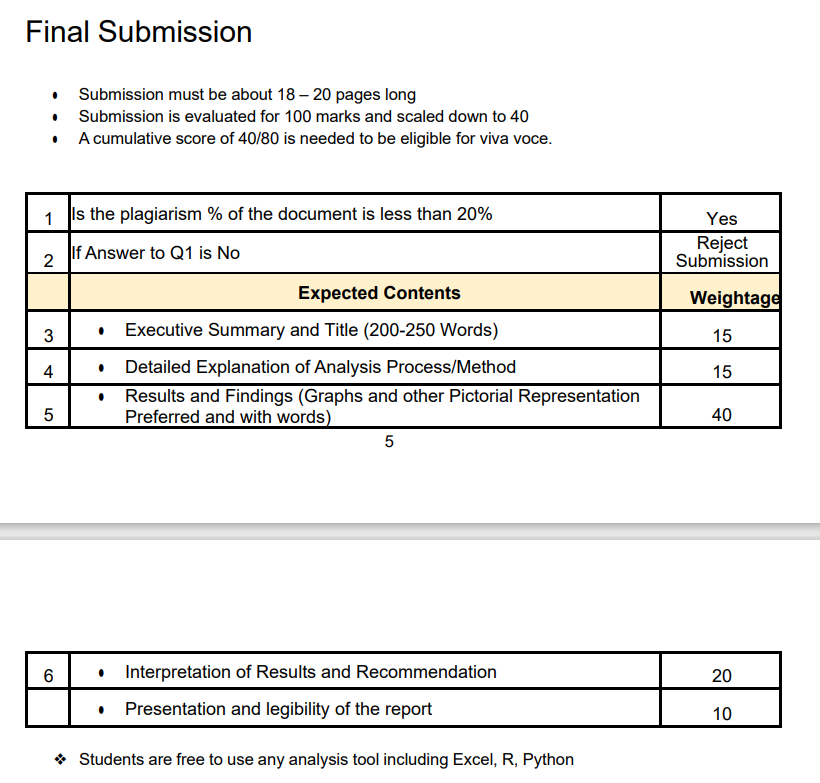 Final Submission
• Submission must be about 18 – 20 pages long
• Submission is evaluated for 100 marks and scaled down to 40
• A cumulative score of 40/80 is needed to be eligible for viva voce.
1 Is the plagiarism % of the document is less than 20% Yes
2 If Answer to Q1 is No Reject Submission
Expected Contents Weightage
3 • Executive Summary and Title (200-250 Words) 15
4 • Detailed Explanation of Analysis Process/Method 15
5 • Results and Findings (Graphs and other Pictorial Representation
Preferred and with words) 40
5
6 • Interpretation of Results and Recommendation 20
• Presentation and legibility of the report 10
❖ Students are free to use any analysis tool including Excel, R, Python